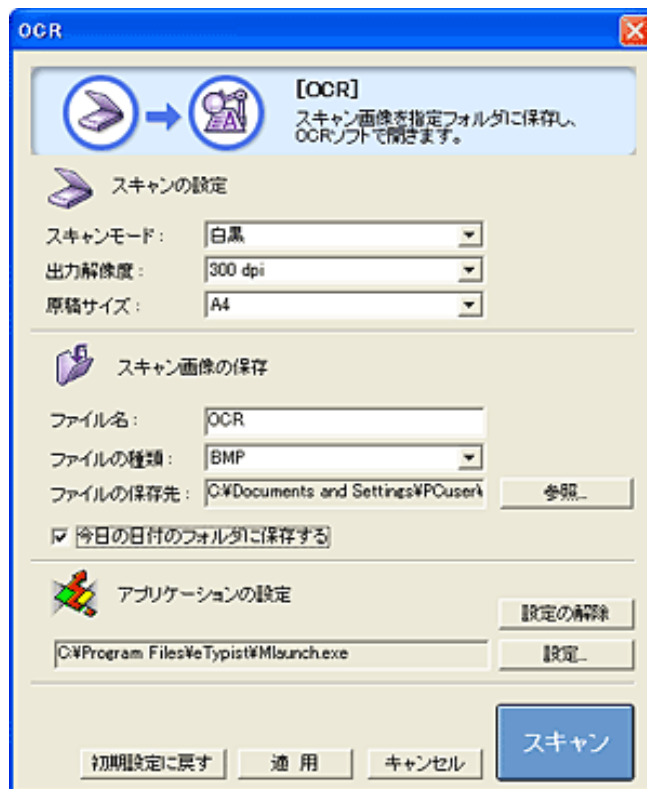 OCR
[OCR]
スキャン画像を指定フォルダに保存し、
OCRソフトで開きます。
スキャンの設定
スキャンモード： 白黒
出力解像度： 300 dpi
原稿サイズ： A4
スキャン画像の保存
ファイル名： OCR
ファイルの種類： BMP
ファイルの保存先： C:¥Documents and Settings¥PCuser¥ 参照...
今日の日付のフォルダに保存する
アプリケーションの設定
設定の解除
C:¥Program Files¥eTypist¥Mlaunch.exe 設定...
初期設定に戻す 適 用 キャンセル スキャン